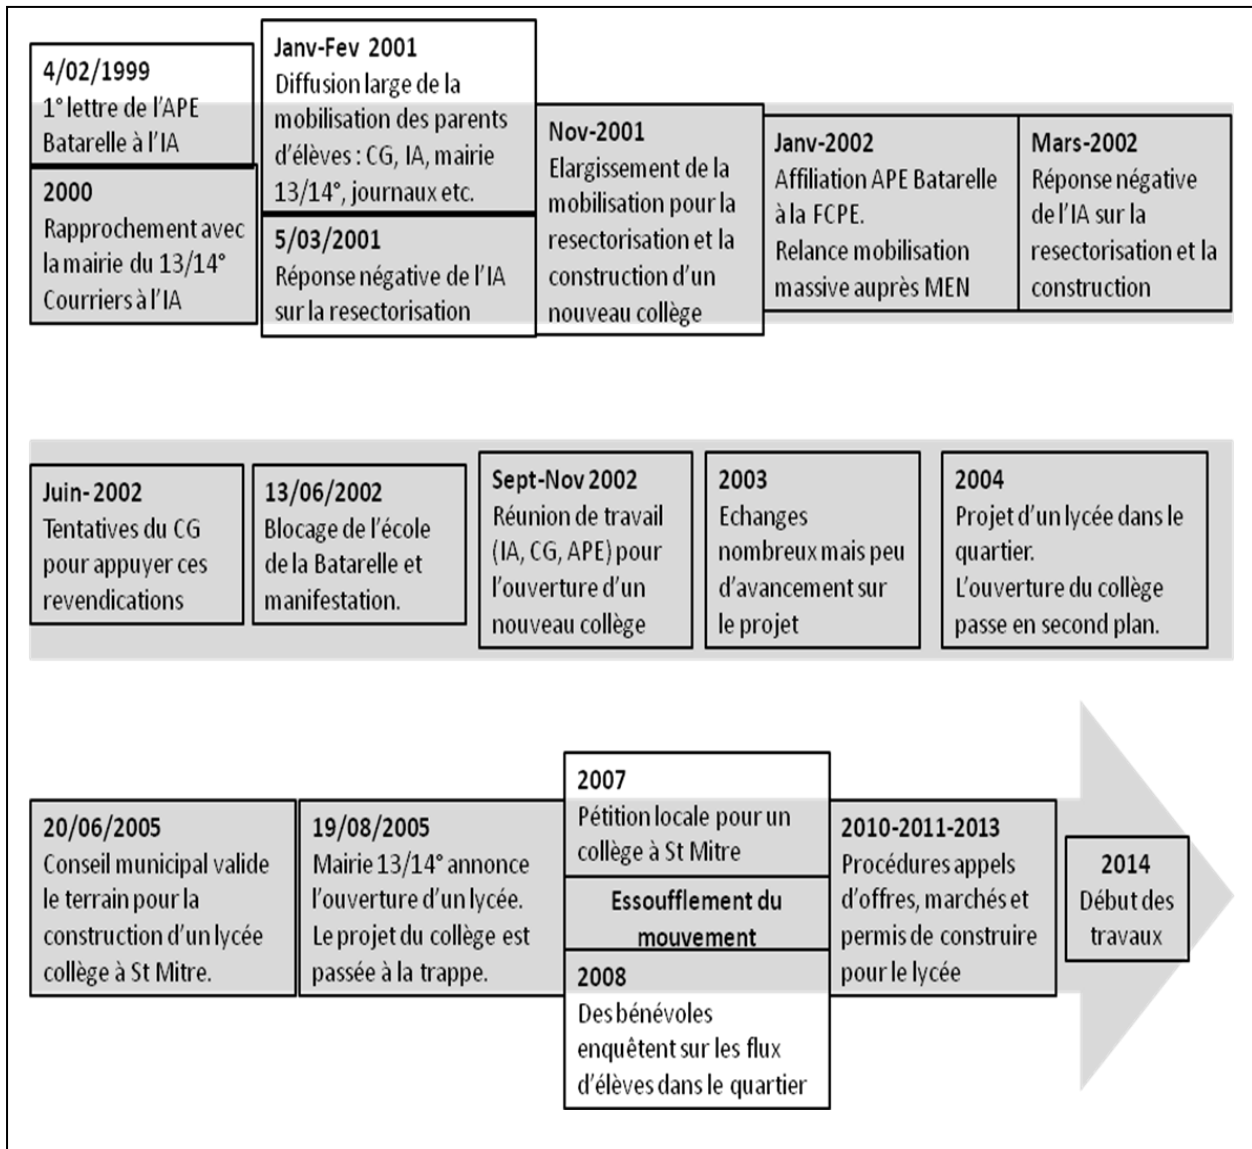 4/02/1999
1° lettre de l'APE
Batarelle à l'IA
2000
Rapprochement avec
la mairie du 13/14°
Courriers à l'IA
Janv-Fev 2001
Diffusion large de la
mobilisation des parents
d'élèves : CG, IA, mairie
13/14°, journaux etc.
5/03/2001
Réponse négative de l'IA
sur la resectorisation
Nov-2001
Elargissement de la
mobilisation pour la
resectorisation et la
construction d'un
nouveau collège
Janv-2002
Affiliation APE Batarelle
à la FCPE.
Relance mobilisation
massive auprès MEN
Mars-2002
Réponse négative
de l'IA sur la
resectorisation et la
construction
Juin- 2002
Tentatives du CG
pour appuyer ces
revendications
13/06/2002
Blocage de l'école
de la Batarelle et
manifestation.
Sept-Nov 2002
Réunion de travail
(IA, CG, APE) pour
l'ouverture d'un
nouveau collège
2003
Echanges
nombreux mais peu
d'avancement sur
le projet
2004
Projet d'un lycée dans le
quartier.
L'ouverture du collège
passe en second plan.
20/06/2005
Conseil municipal valide
le terrain pour la
construction d'un lycée
collège à St Mitre.
19/08/2005
Mairie 13/14° annonce
l'ouverture d'un lycée.
Le projet du collège est
passée à la trappe.
2007
Pétition locale pour un
collège à St Mitre
Essoufflement du
mouvement
2008
Des bénévoles
enquêtent sur les flux
d'élèves dans le quartier
2010-2011-2013
Procédures appels
d'offres, marchés et
permis de construire
pour le lycée
2014
Début des
travaux